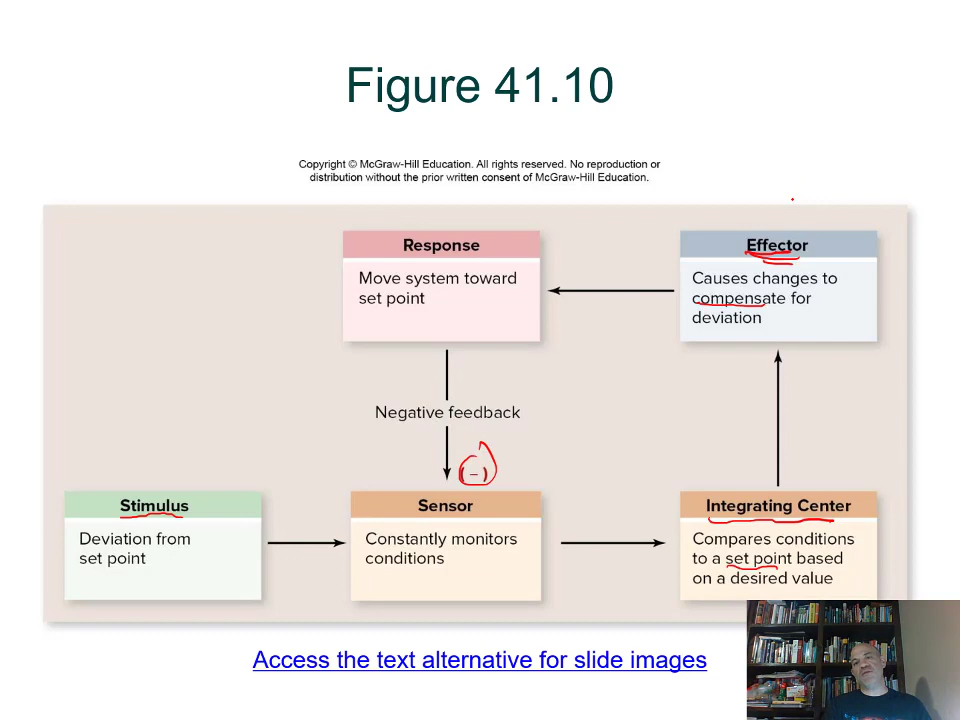 Figure 41.10
Copyright © McGraw-Hill Education. All rights reserved. No reproduction or
distribution without the prior written consent of McGraw-Hill Education.
Response
Move system toward
set point
Effector
Causes changes to
compensate for
deviation
Negative feedback
(−)
Stimulus
Deviation from
set point
Sensor
Constantly monitors
conditions
Integrating Center
Compares conditions
to a set point based
on a desired value
Access the text alternative for slide images